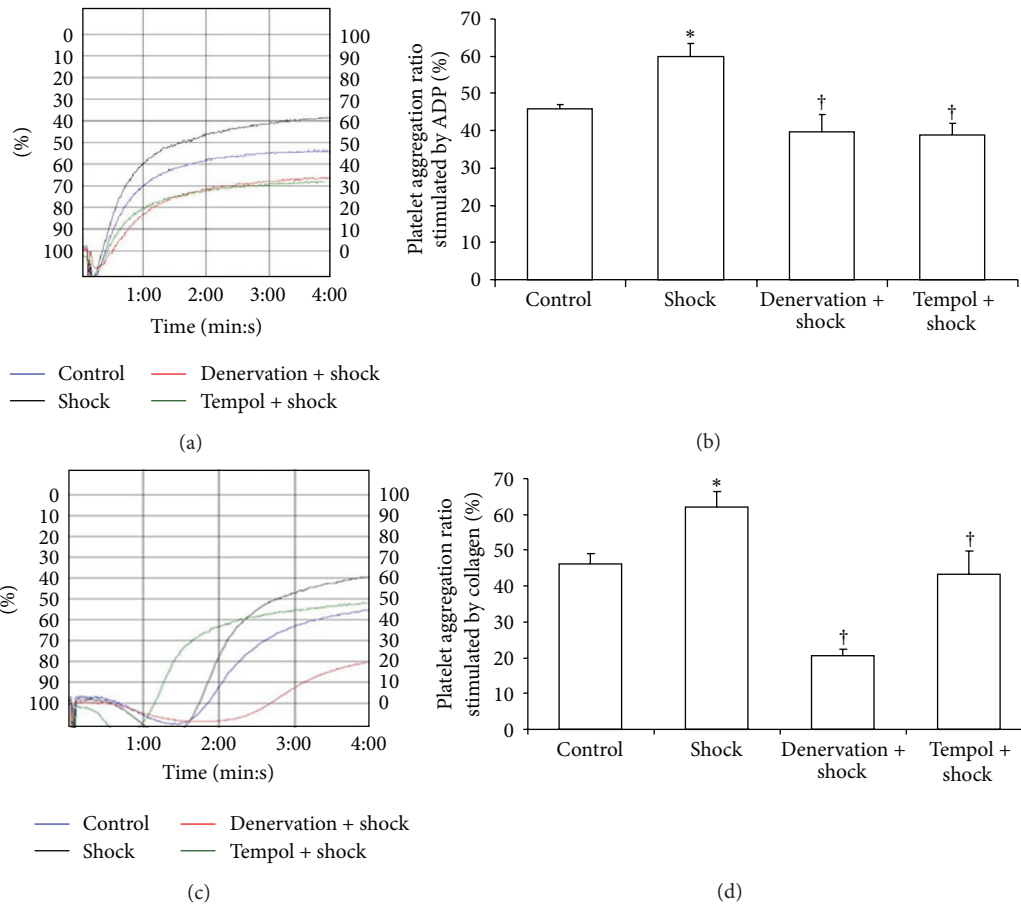 0 100
10 90
20 80
30 70
40 60
50 50
60 40
70 30
80 20
90 10
100 0
(%)
1:00 2:00 3:00 4:00
Time (min:s)
Control Denervation + shock
Shock Tempol + shock
(a)
70
60
50
40
30
20
10
0
Platelet aggregation ratio
stimulated by ADP (%)
* † †
Control Shock Denervation + Tempol +
shock shock
(b)
0 100
10 90
20 80
30 70
40 60
50 50
60 40
70 30
80 20
90 10
100 0
(%)
1:00 2:00 3:00 4:00
Time (min:s)
Control Denervation + shock
Shock Tempol + shock
(c)
70
60
50
40
30
20
10
0
Platelet aggregation ratio
stimulated by collagen (%)
* † †
Control Shock Denervation + Tempol +
shock shock
(d)